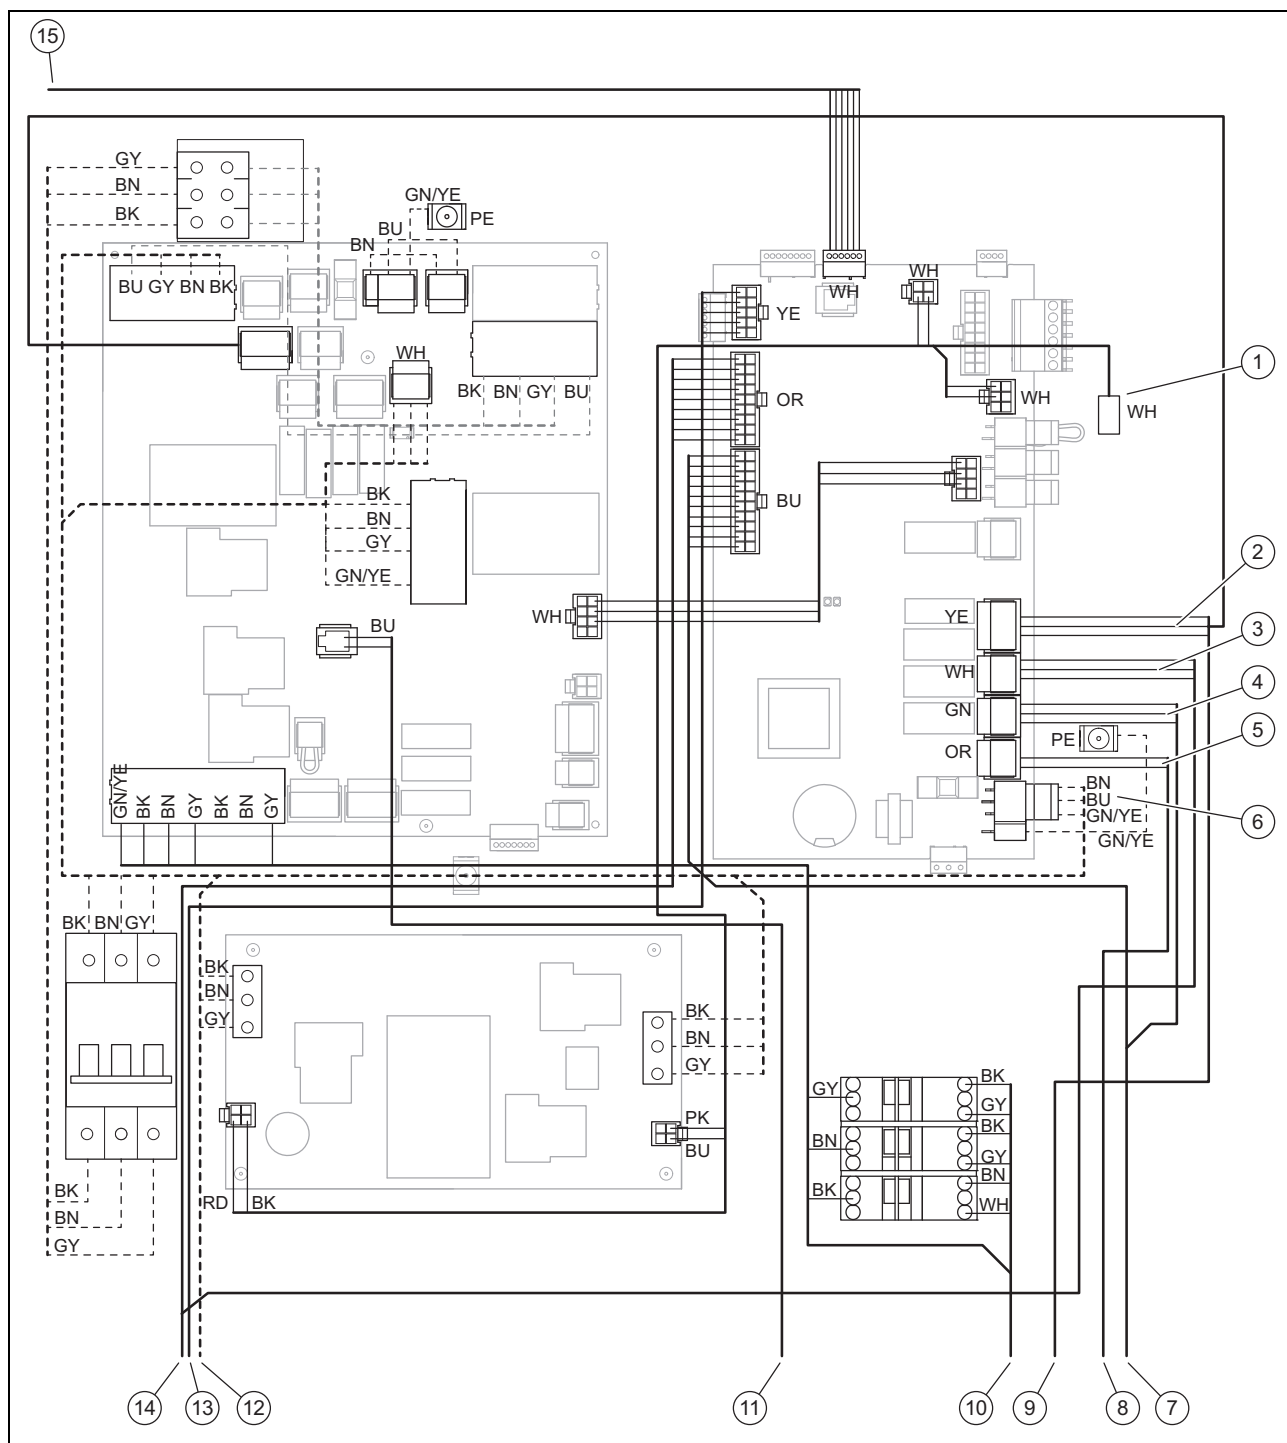 15
GY
BN
BK
GN/YE
PE
BU
BN
BU GY BN BK
WH
WH
YE
WH
BK BN GY BU
OR
WH
WH
1
BK
BN
GY
GN/YE
BU
2
WH
BU
YE
3
WH
4
GN
PE
5
OR
BN
BU
6
GN/YE
GN/YE
GN/YE BK BN GY BK BN GY
BK BN GY
BK
BN
GY
BK
BN
GY
PK
BU
RD BK
BK
BN
GY
GY
BN
BK
BK
GY
BK
GY
BN
WH
14
13
12
11
10
9
8
7